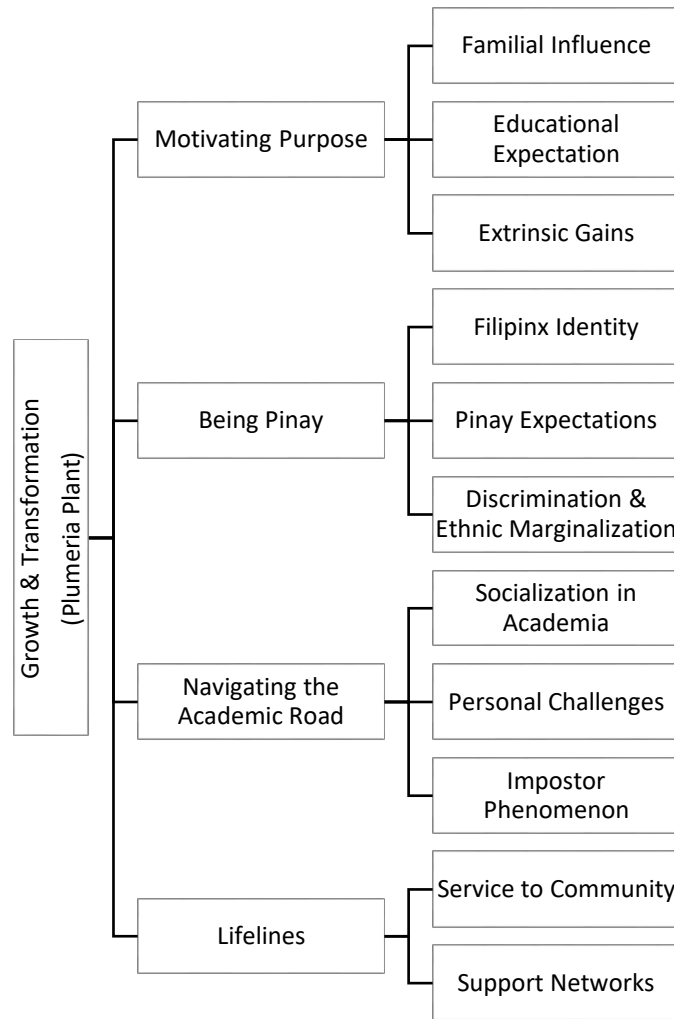 Growth & Transformation
(Plumeria Plant)
Motivating Purpose
Familial Influence
Educational
Expectation
Extrinsic Gains
Being Pinay
Filipinx Identity
Pinay Expectations
Discrimination &
Ethnic Marginalization
Navigating the
Academic Road
Socialization in
Academia
Personal Challenges
Impostor
Phenomenon
Lifelines
Service to Community
Support Networks